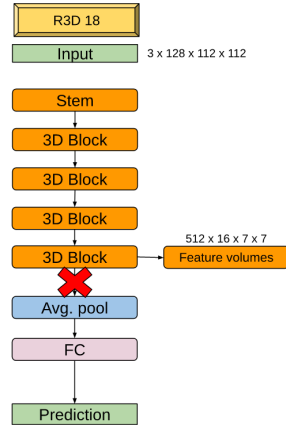 R3D 18
Input
3 x 128 x 112 x 112
Stem
3D Block
3D Block
3D Block
3D Block
512 x 16 x 7 x 7
Feature volumes
Avg. pool
FC
Prediction